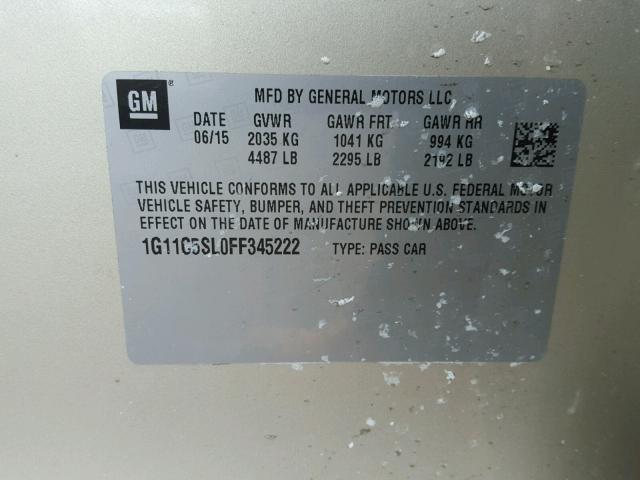 GM ®
MFD BY GENERAL MOTORS LLC
DATE GVWR GAWR FRT GAWR RR
06/15 2035 KG 1041 KG 994 KG
4487 LB 2295 LB 2192 LB
THIS VEHICLE CONFORMS TO ALL APPLICABLE U.S. FEDERAL MOTOR
VEHICLE SAFETY, BUMPER, AND THEFT PREVENTION STANDARDS IN
EFFECT ON THE DATE OF MANUFACTURE SHOWN ABOVE.
1G11C5SL0FF345222 TYPE: PASS CAR